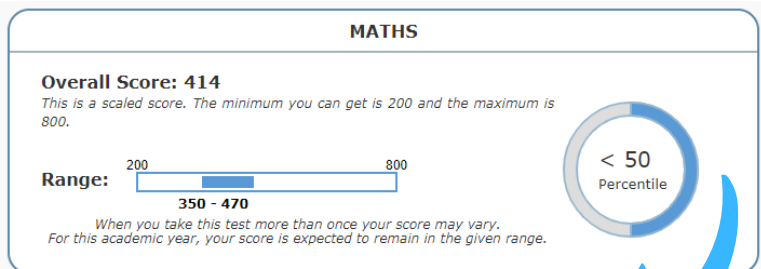 MATHS
Overall Score: 414
This is a scaled score. The minimum you can get is 200 and the maximum is
800.
200 800
Range:
350 - 470
When you take this test more than once your score may vary.
For this academic year, your score is expected to remain in the given range.
< 50
Percentile